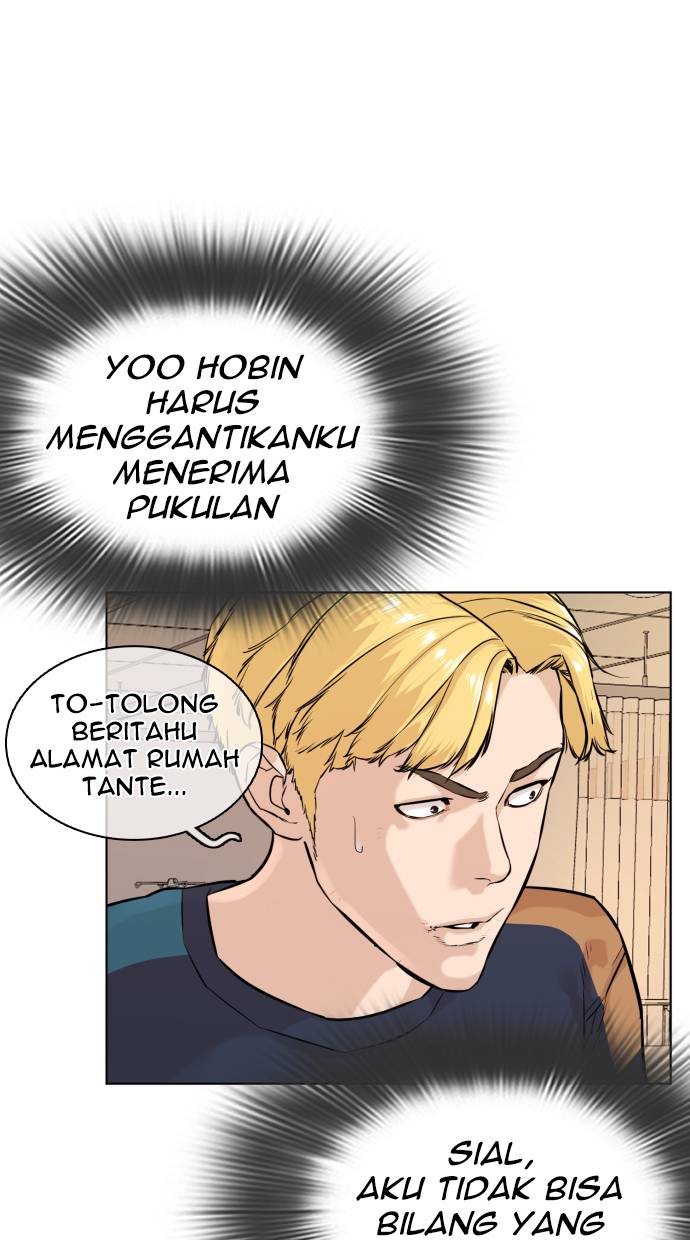 YOO HOBIN
HARUS
MENGGANTIKANKU
MENERIMA
PUKULAN
TO-TOLONG
BERITAHU
ALAMAT RUMAH
TANTE...
SIAL,
AKU TIDAK BISA
BILANG YANG